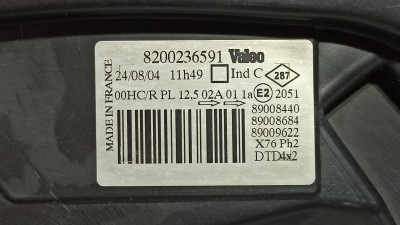 8200236591 Valeo
24/08/04 11h49 Ind C 287
00HC/R PL 12,5 02A 01 1a E2 2051
89008440
89008684
89009622
X76 Ph2
DTD4x2
MADE IN FRANCE